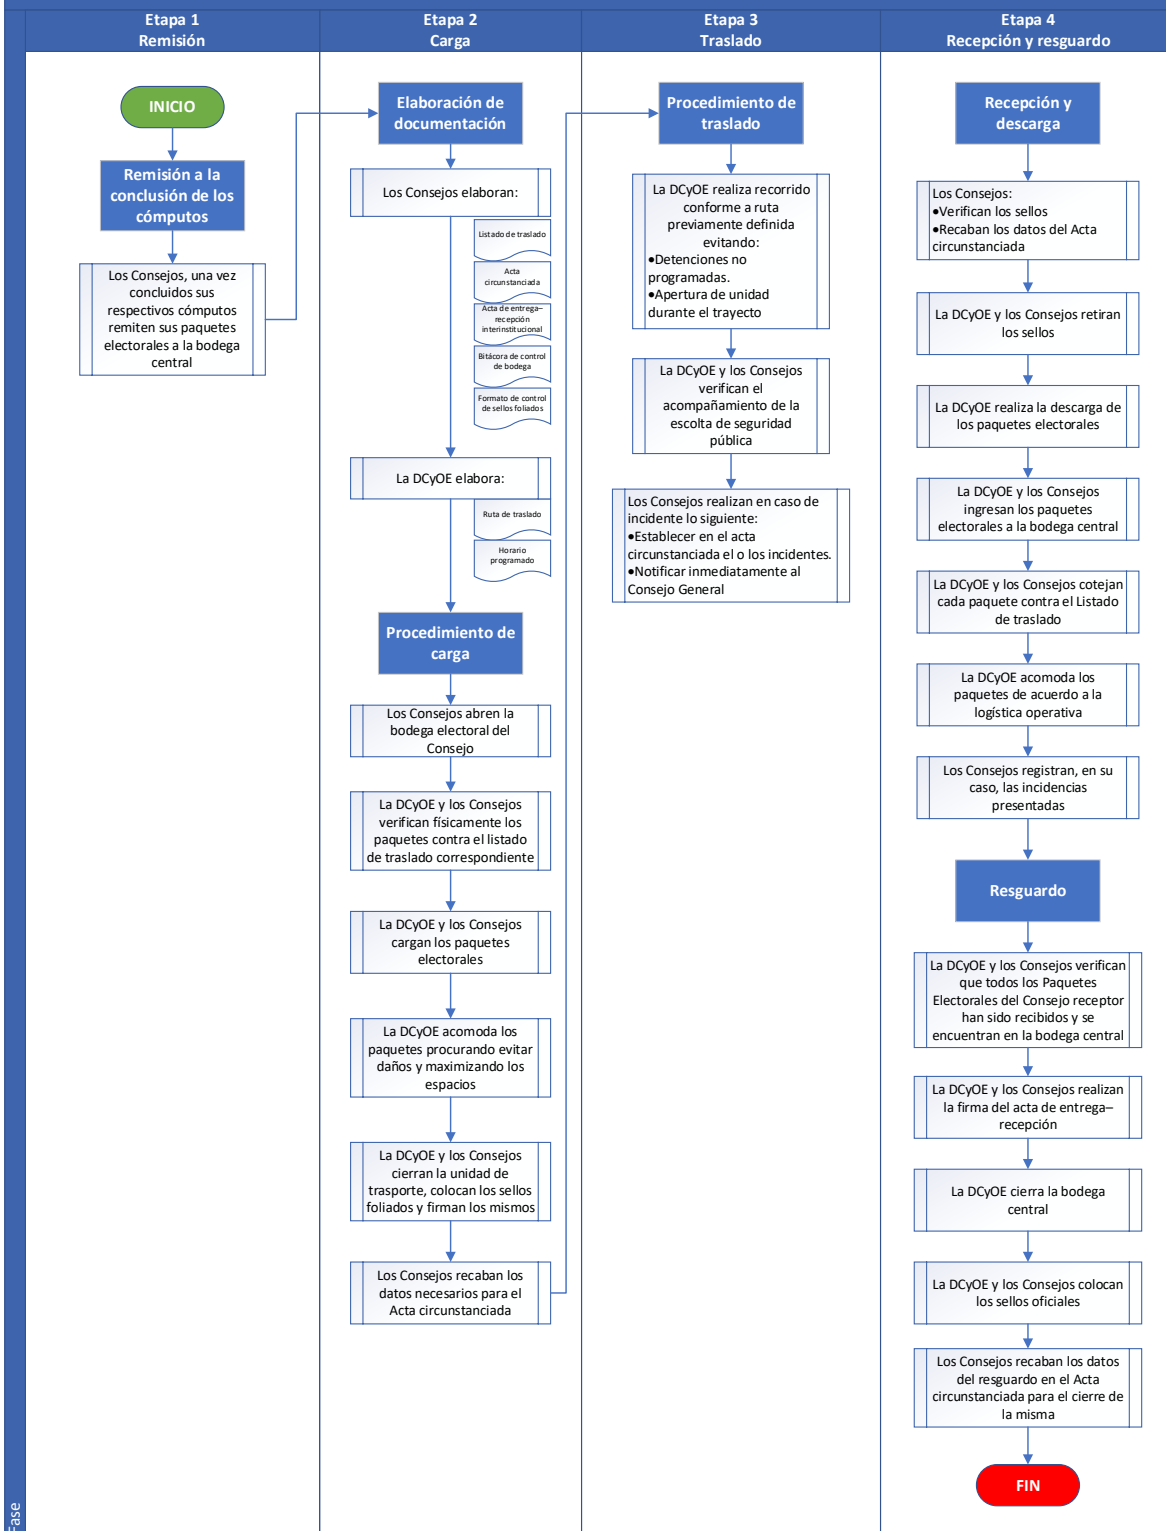 Etapa 1
Remisión
Etapa 2
Carga
Etapa 3
Traslado
Etapa 4
Recepción y resguardo
INICIO
Remisión a la
conclusión de los
cómputos
Los Consejos, una vez
concluidos sus
respectivos cómputos
remiten sus paquetes
electorales a la bodega
central
Elaboración de
documentación
Los Consejos elaboran:
Listado de traslado
Acta
circunstanciada
Acta de entrega–
recepción
interinstitucional
Bitácora de control
de bodega
Formato de control
de sellos foliados
La DCyOE elabora:
Ruta de traslado
Horario
programado
Procedimiento de
carga
Los Consejos abren la
bodega electoral del
Consejo
La DCyOE y los Consejos
verifican físicamente los
paquetes contra el listado
de traslado correspondiente
La DCyOE y los Consejos
cargan los paquetes
electorales
La DCyOE acomoda los
paquetes procurando evitar
daños y maximizando los
espacios
La DCyOE y los Consejos
cierran la unidad de
trasporte, colocan los sellos
foliados y firman los mismos
Los Consejos recaban los
datos necesarios para el
Acta circunstanciada
Procedimiento de
traslado
La DCyOE realiza recorrido
conforme a ruta
previamente definida
evitando:
•Detenciones no
programadas.
•Apertura de unidad
durante el trayecto
La DCyOE y los Consejos
verifican el
acompañamiento de la
escolta de seguridad
pública
Los Consejos realizan en caso de
incidente lo siguiente:
•Establecer en el acta
circunstanciada el o los incidentes.
•Notificar inmediatamente al
Consejo General
Recepción y
descarga
Los Consejos:
•Verifican los sellos
•Recaban los datos del Acta
circunstanciada
La DCyOE y los Consejos retiran
los sellos
La DCyOE realiza la descarga de
los paquetes electorales
La DCyOE y los Consejos
ingresan los paquetes
electorales a la bodega central
La DCyOE y los Consejos cotejan
cada paquete contra el Listado
de traslado
La DCyOE acomoda los
paquetes de acuerdo a la
logística operativa
Los Consejos registran, en su
caso, las incidencias
presentadas
Resguardo
La DCyOE y los Consejos verifican
que todos los Paquetes
Electorales del Consejo receptor
han sido recibidos y se
encuentran en la bodega central
La DCyOE y los Consejos realizan
la firma del acta de entrega–
recepción
La DCyOE cierra la bodega
central
La DCyOE y los Consejos colocan
los sellos oficiales
Los Consejos recaban los datos
del resguardo en el Acta
circunstanciada para el cierre de
la misma
FIN
Fase